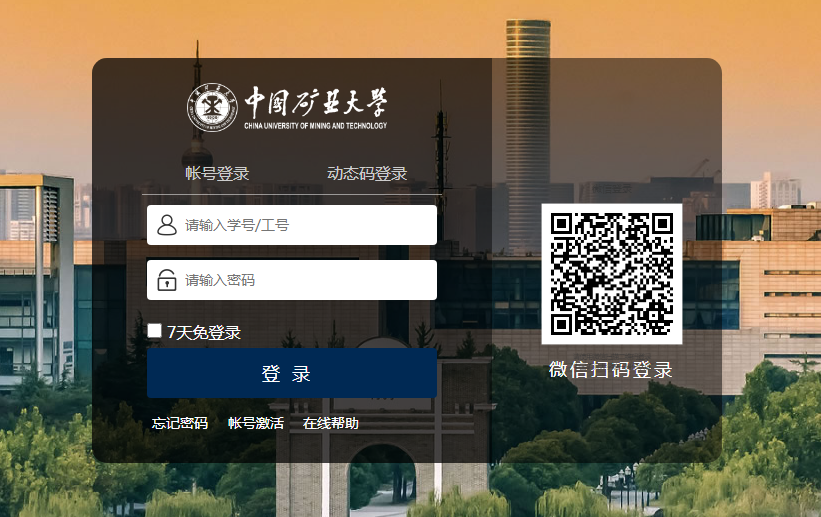 中国矿业大学
CHINA UNIVERSITY OF MINING AND TECHNOLOGY
帐号登录 动态码登录
请输入学号/工号
请输入密码
7天免登录
登 录
忘记密码 帐号激活 在线帮助
微信扫码登录